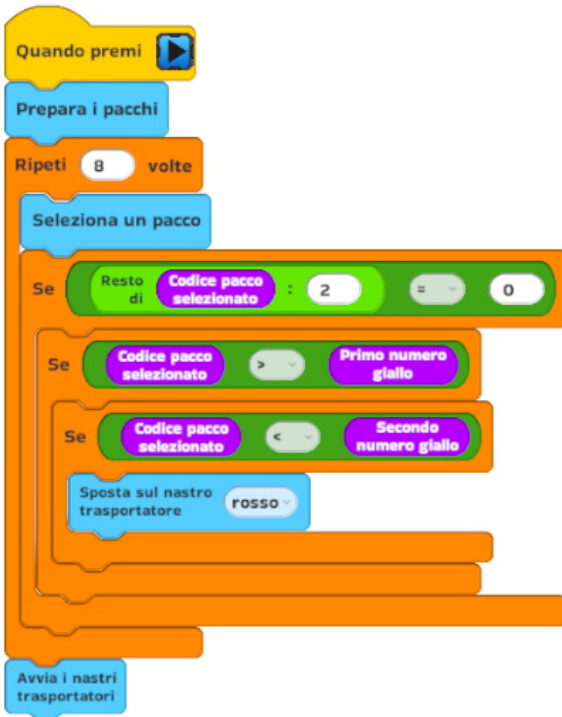 Quando premi
Prepara i pacchi
Ripeti 8 volte
Seleziona un pacco
Se Resto di Codice pacco selezionato : 2 = 0
Se Codice pacco selezionato > Primo numero giallo
Se Codice pacco selezionato < Secondo numero giallo
Sposta sul nastro trasportatore rosso
Avvia i nastri
trasportatori